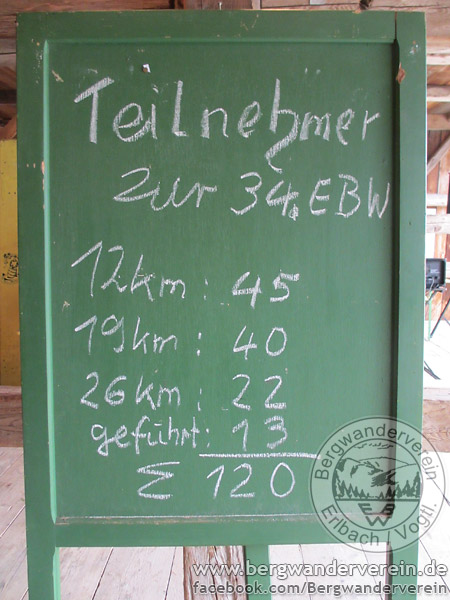 Teilnehmer
zur 34. EBW
12km: 45
19km: 40
26km: 22
geführt: 13
Σ 120
Bergwanderverein
Erlbach / Vogtl.
www.bergwanderverein.de
facebook.com/Bergwanderverein